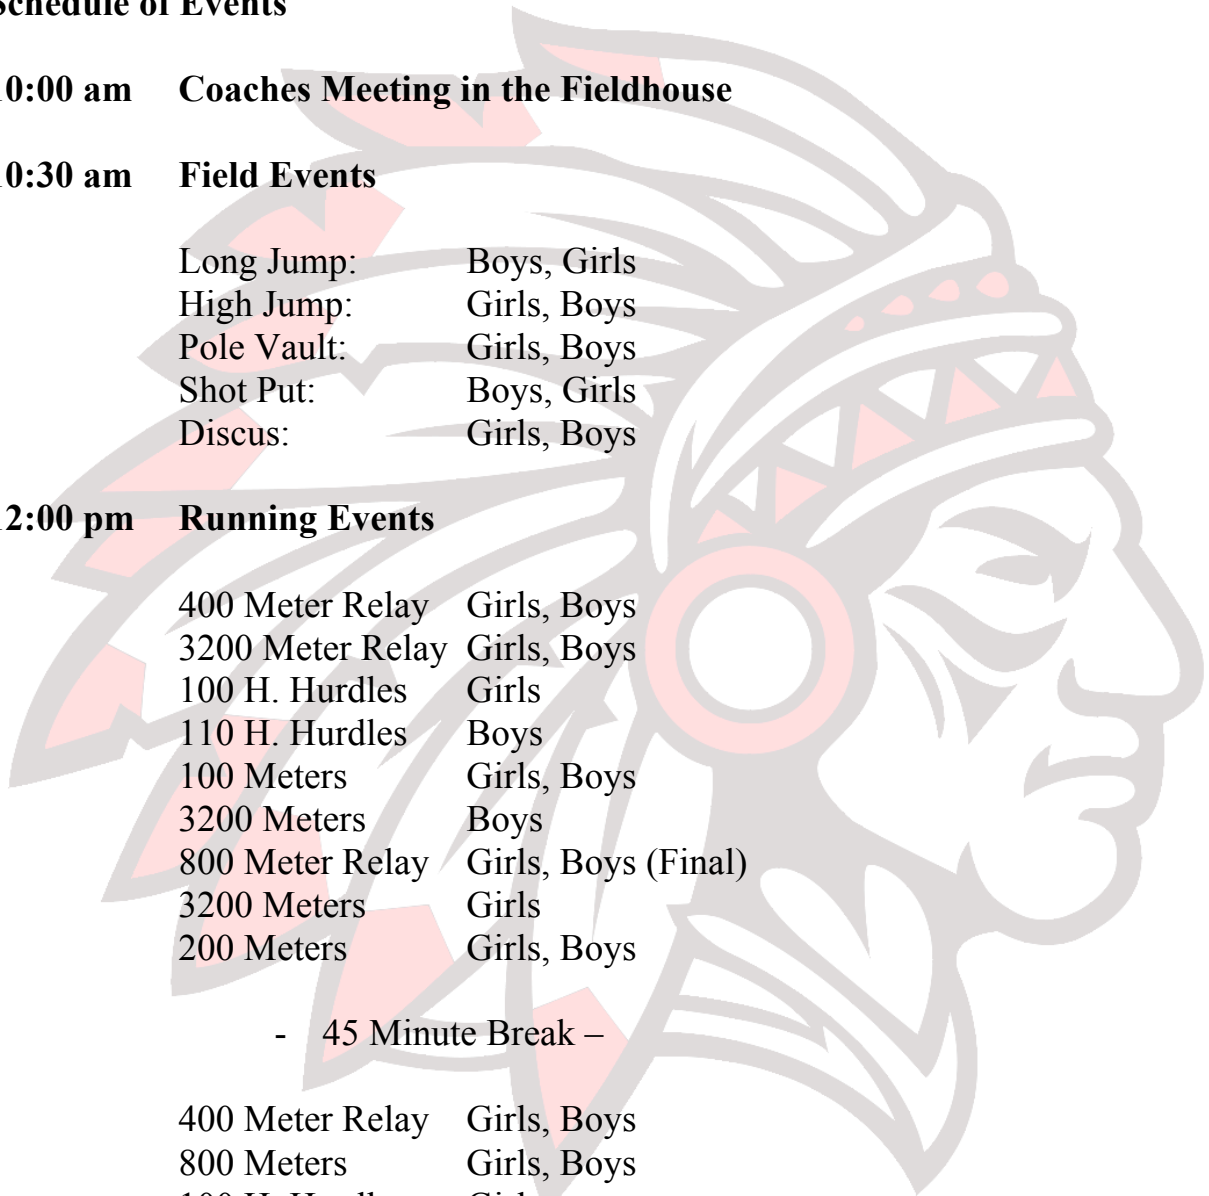 Schedule of Events
10:00 am Coaches Meeting in the Fieldhouse
10:30 am Field Events
Long Jump: Boys, Girls
High Jump: Girls, Boys
Pole Vault: Girls, Boys
Shot Put: Boys, Girls
Discus: Girls, Boys
12:00 pm Running Events
400 Meter Relay Girls, Boys
3200 Meter Relay Girls, Boys
100 H. Hurdles Girls
110 H. Hurdles Boys
100 Meters Girls, Boys
3200 Meters Boys
800 Meter Relay Girls, Boys (Final)
3200 Meters Girls
200 Meters Girls, Boys
- 45 Minute Break –
400 Meter Relay Girls, Boys
800 Meters Girls, Boys
100 H. Hurdles Girls